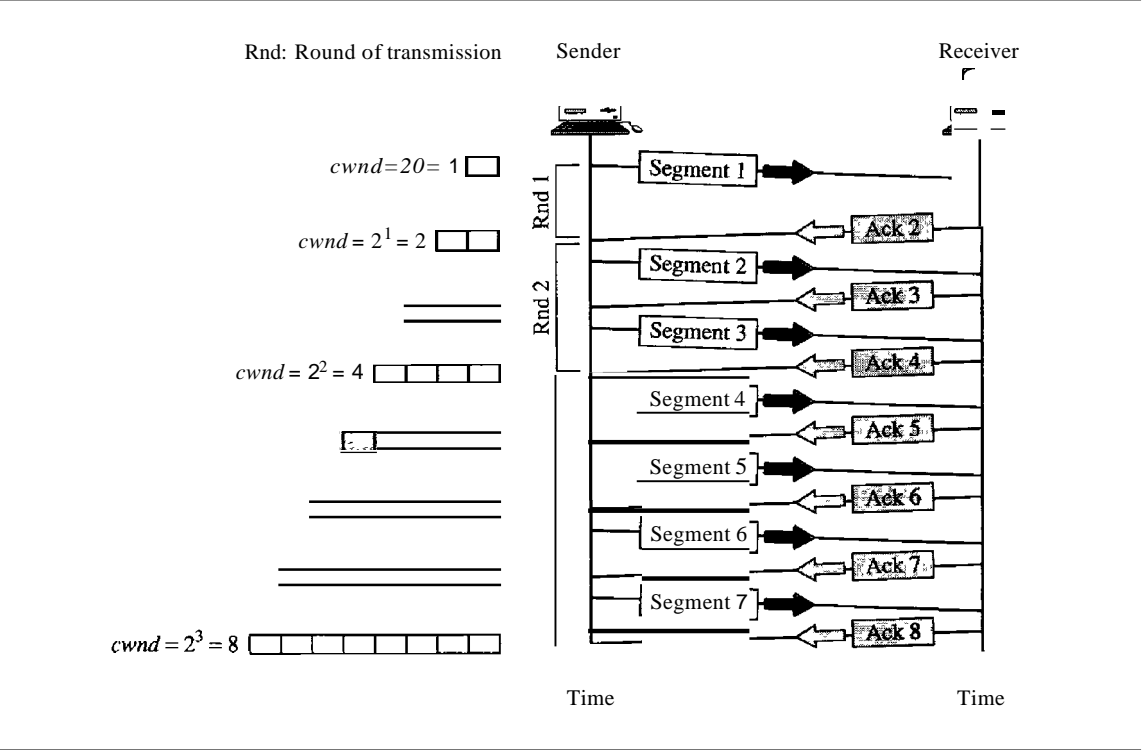 Rnd: Round of transmission
Sender
Receiver
cwnd=20= 1
Segment 1
Rnd 1
Ack 2
cwnd = 2^1 = 2
Segment 2
Rnd 2
Ack 3
Segment 3
Ack 4
cwnd = 2^2 = 4
Segment 4
Ack 5
Segment 5
Ack 6
Segment 6
Ack 7
Segment 7
Ack 8
cwnd = 2^3 = 8
Time
Time